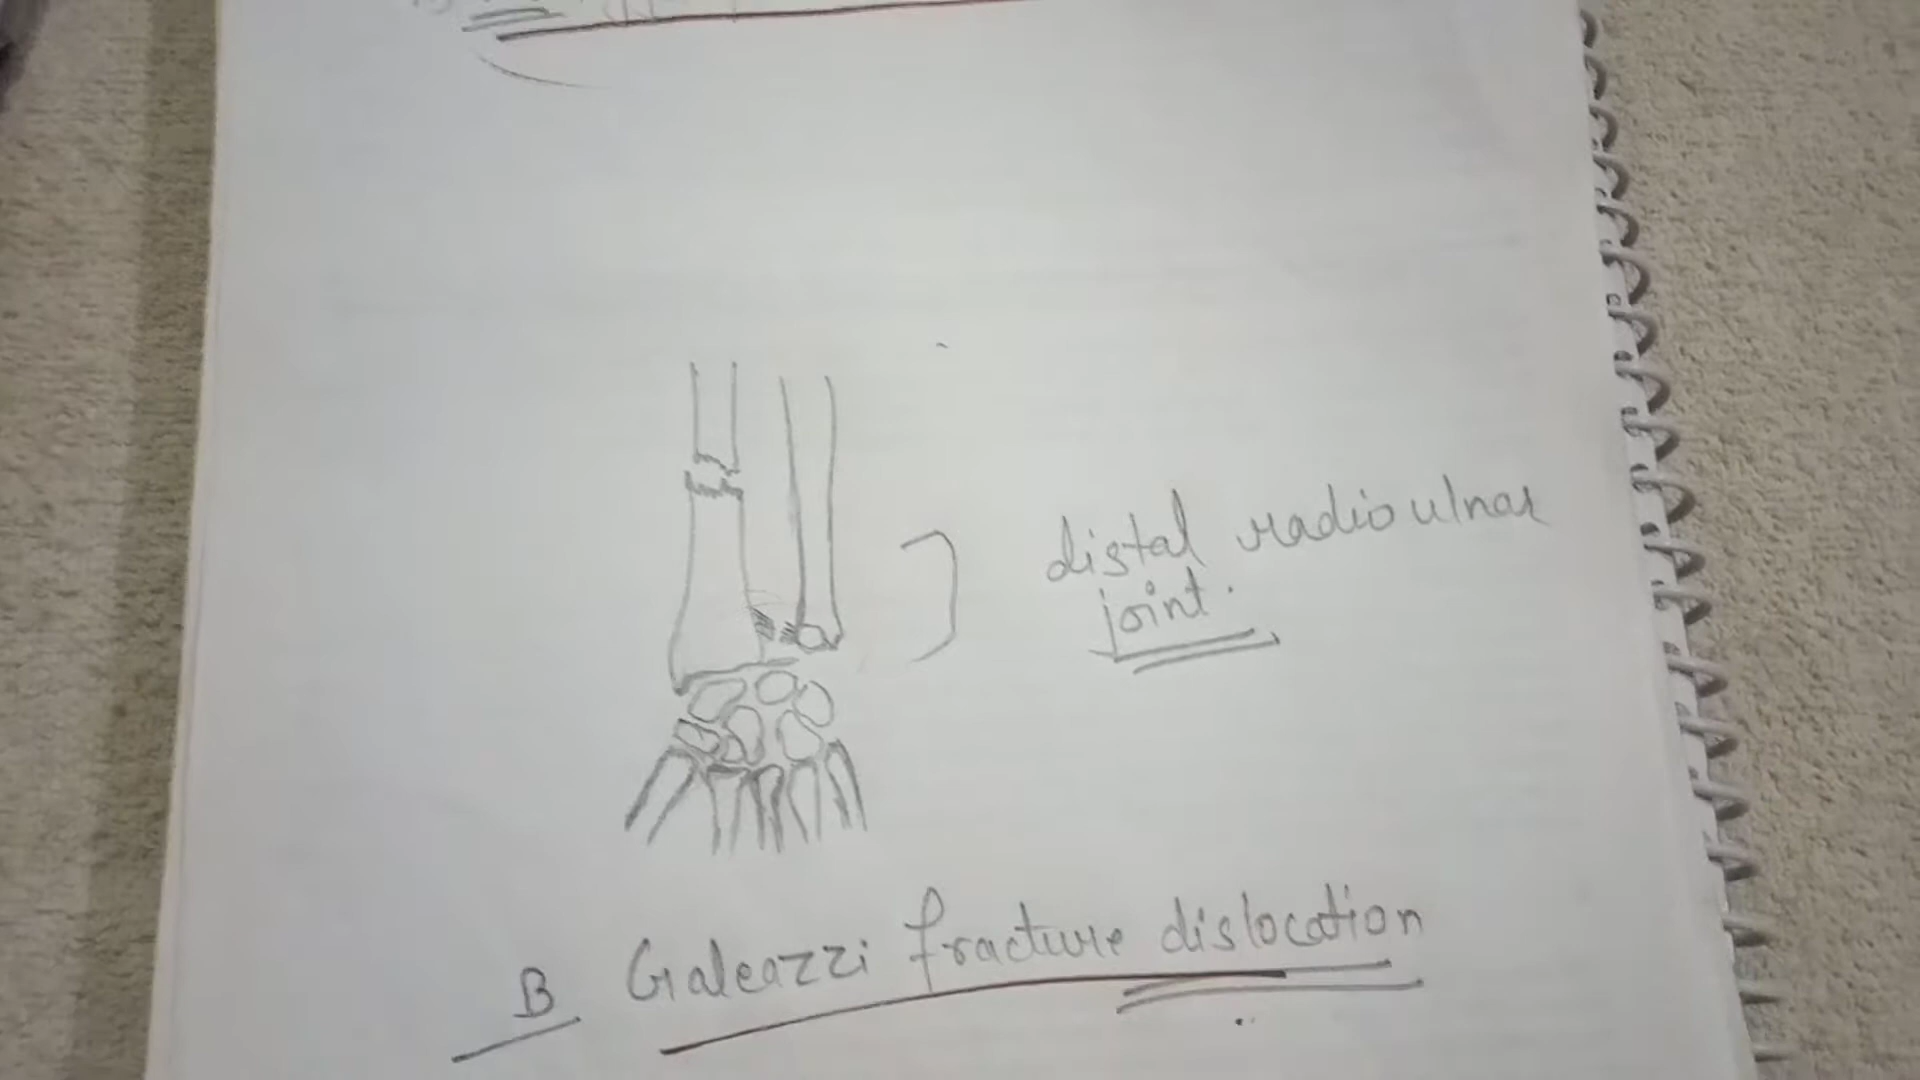 distal radioulnar
joint.
B Galeazzi fracture dislocation